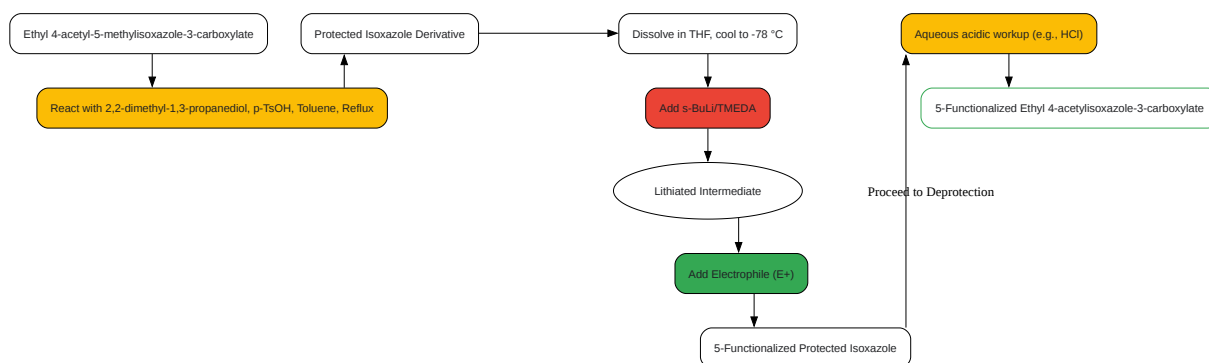 Ethyl 4-acetyl-5-methylisoxazole-3-carboxylate
React with 2,2-dimethyl-1,3-propanediol, p-TsOH, Toluene, Reflux
Protected Isoxazole Derivative
Dissolve in THF, cool to -78 °C
Add s-BuLi/TMEDA
Lithiated Intermediate
Add Electrophile (E+)
5-Functionalized Protected Isoxazole
Proceed to Deprotection
Aqueous acidic workup (e.g., HCl)
5-Functionalized Ethyl 4-acetylisoxazole-3-carboxylate